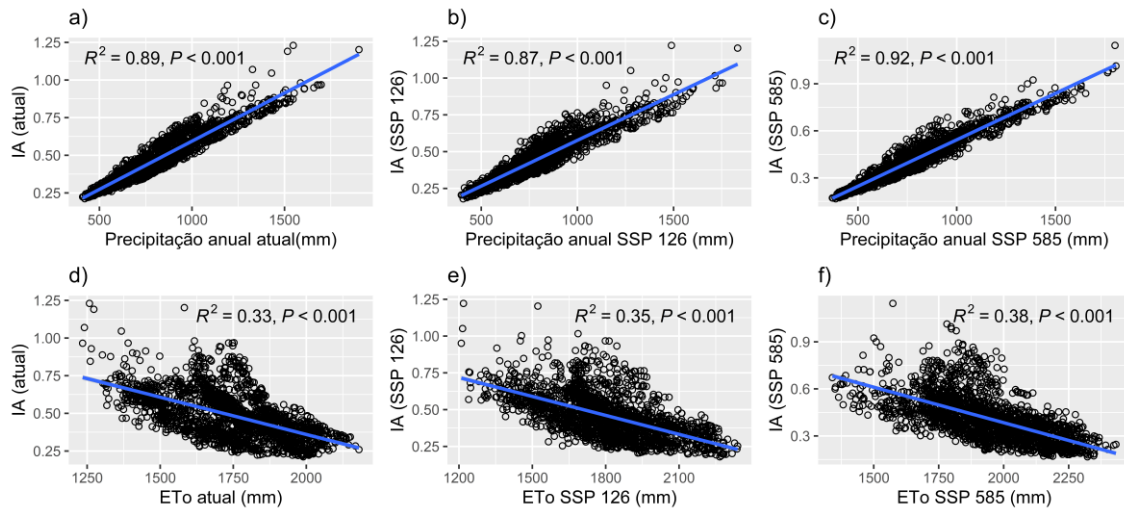 a)
R² = 0.89, P < 0.001
IA (atual)
1.25
1.00
0.75
0.50
0.25
500 1000 1500
Precipitação anual atual(mm)
b)
R² = 0.87, P < 0.001
IA (SSP 126)
1.25
1.00
0.75
0.50
0.25
500 1000 1500
Precipitação anual SSP 126 (mm)
c)
R² = 0.92, P < 0.001
IA (SSP 585)
0.9
0.6
0.3
500 1000 1500
Precipitação anual SSP 585 (mm)
d)
R² = 0.33, P < 0.001
IA (atual)
1.25
1.00
0.75
0.50
0.25
1250 1500 1750 2000
ETo atual (mm)
e)
R² = 0.35, P < 0.001
IA (SSP 126)
1.25
1.00
0.75
0.50
0.25
1200 1500 1800 2100
ETo SSP 126 (mm)
f)
R² = 0.38, P < 0.001
IA (SSP 585)
0.9
0.6
0.3
1500 1750 2000 2250
ETo SSP 585 (mm)